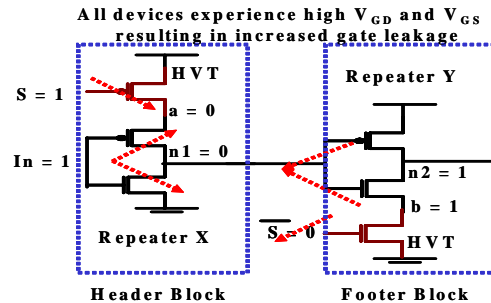 All devices experience high V_GD and V_GS
resulting in increased gate leakage
HVT
Repeater Y
S = 1
a = 0
In = 1
n1 = 0
n2 = 1
b = 1
S̅ = 0
Repeater X
HVT
Header Block
Footer Block